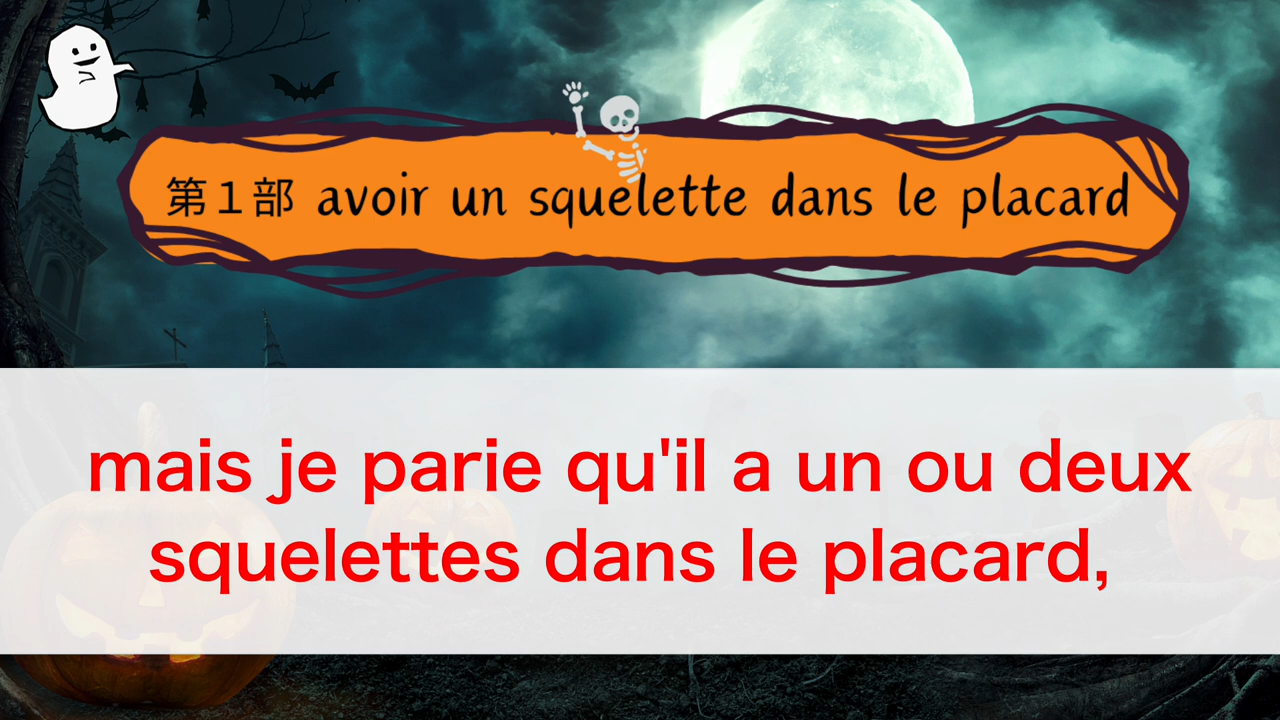 第１部 avoir un squelette dans le placard
mais je parie qu'il a un ou deux
squelettes dans le placard,